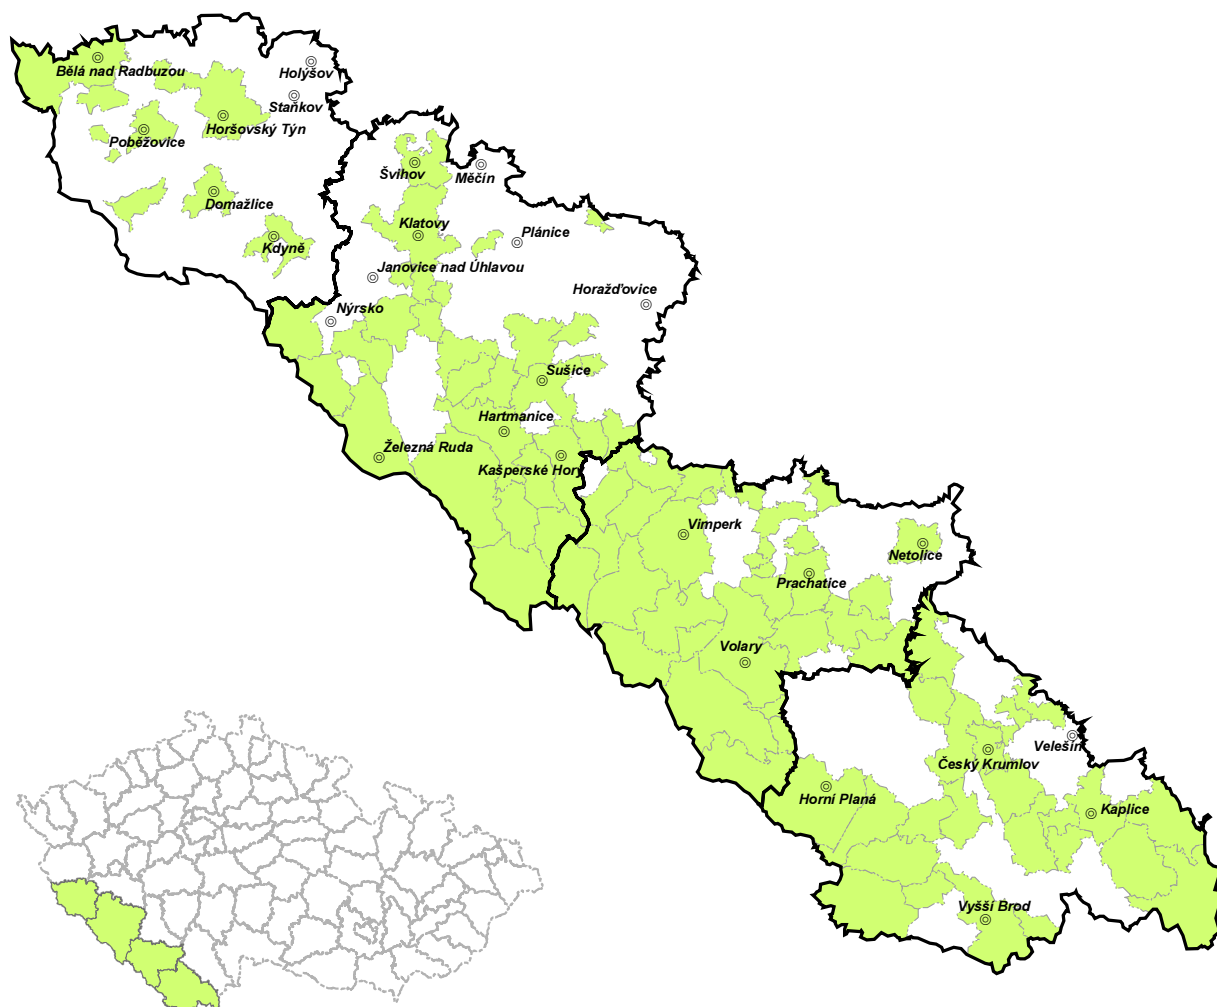 Bělá nad Radbuzou
Holýšov
Staňkov
Horšovský Týn
Poběžovice
Švihov
Měčín
Domažlice
Klatovy
Plánice
Kdyně
Janovice nad Úhlavou
Horažďovice
Nýrsko
Sušice
Hartmanice
Železná Ruda
Kašperské Hory
Vimperk
Netolice
Prachatice
Volary
Velešín
Český Krumlov
Horní Planá
Kaplice
Vyšší Brod